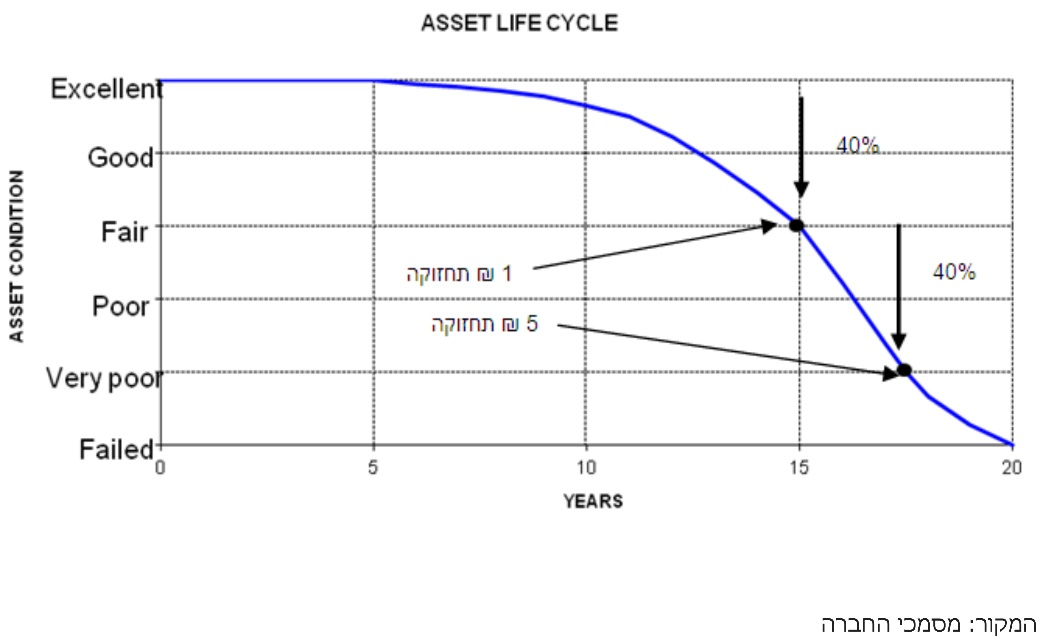 ASSET LIFE CYCLE
ASSET CONDITION
Excellent
Good
40%
Fair
1 ₪ תחזוקה
40%
Poor
5 ₪ תחזוקה
Very poor
Failed
0 5 10 15 20
YEARS
המקור: מסמכי החברה